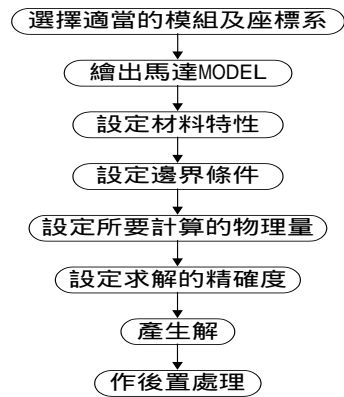 選擇適當的模組及座標系
繪出馬達MODEL
設定材料特性
設定邊界條件
設定所要計算的物理量
設定求解的精確度
產生解
作後置處理